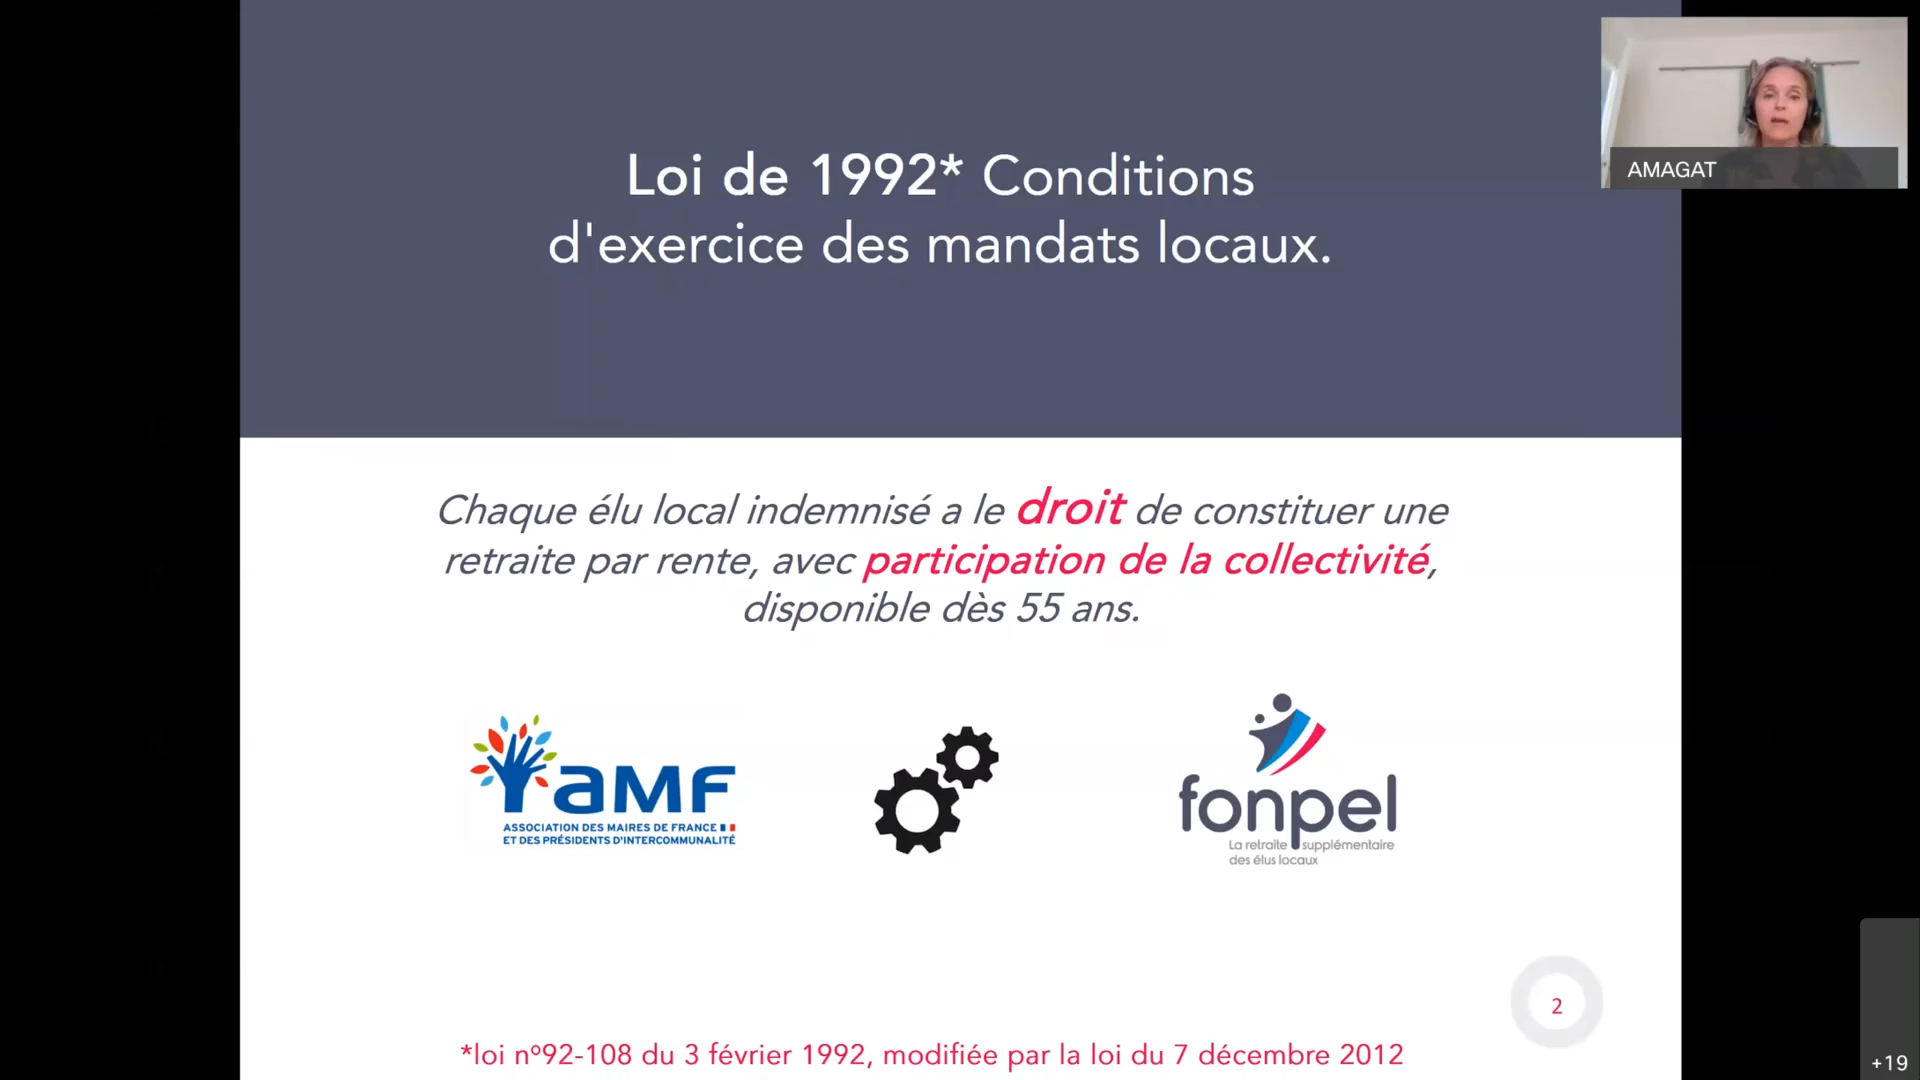 AMAGAT
Loi de 1992* Conditions
d'exercice des mandats locaux.
Chaque élu local indemnisé a le droit de constituer une
retraite par rente, avec participation de la collectivité,
disponible dès 55 ans.
aMF
ASSOCIATION DES MAIRES DE FRANCE
ET DES PRÉSIDENTS D'INTERCOMMUNALITÉ
fonpel
La retraite supplémentaire
des élus locaux
2
*loi nº92-108 du 3 février 1992, modifiée par la loi du 7 décembre 2012
+19